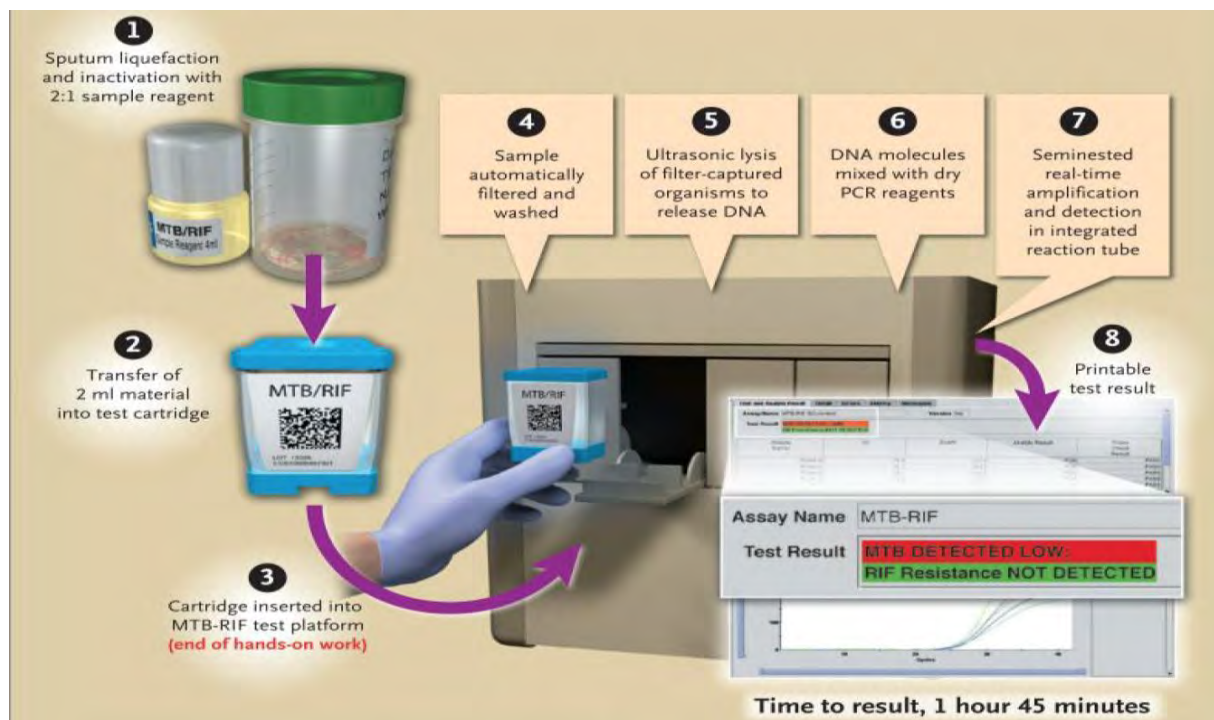 1
Sputum liquefaction
and inactivation with
2:1 sample reagent
MTB/RIF
Sample Reagent 4ml
2
Transfer of
2 ml material
into test cartridge
MTB/RIF
3
Cartridge inserted into
MTB-RIF test platform
(end of hands-on work)
MTB/RIF
4
Sample
automatically
filtered and
washed
5
Ultrasonic lysis
of filter-captured
organisms to
release DNA
6
DNA molecules
mixed with dry
PCR reagents
7
Seminested
real-time
amplification
and detection
in integrated
reaction tube
8
Printable
test result
Assay Name MTB-RIF
Test Result MTB DETECTED LOW:
RIF Resistance NOT DETECTED
Cycles
Time to result, 1 hour 45 minutes